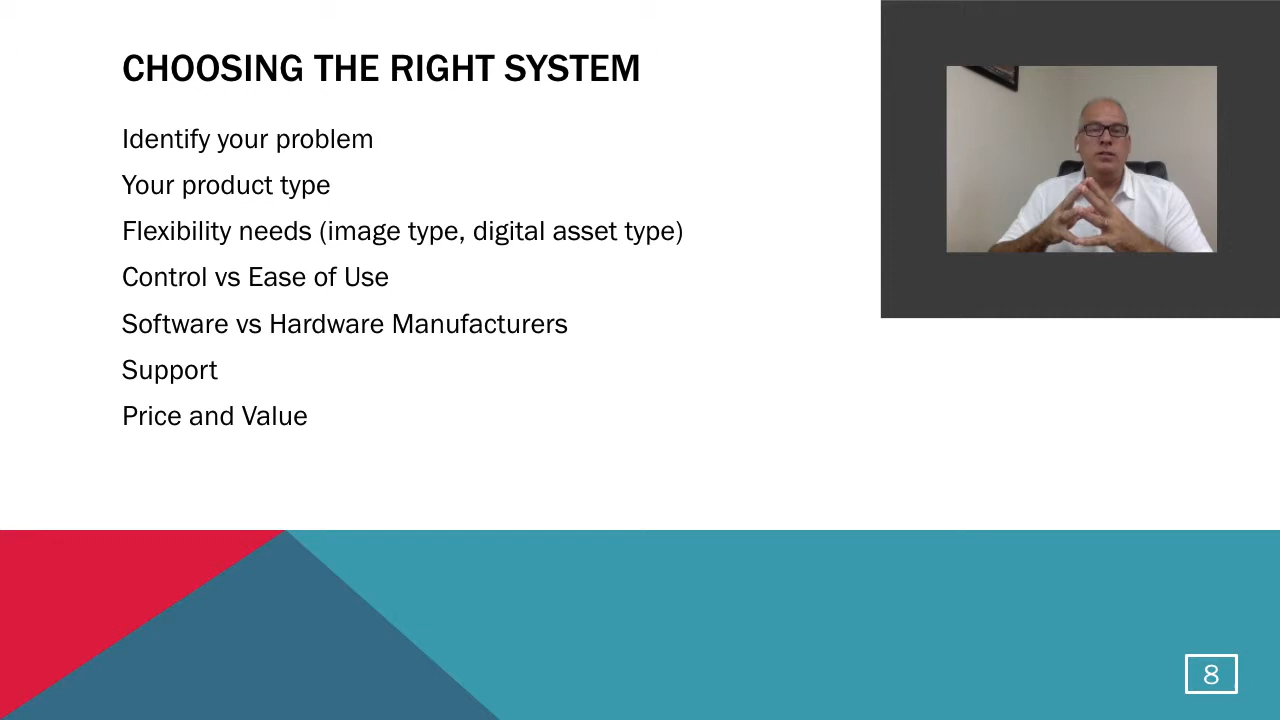 CHOOSING THE RIGHT SYSTEM
Identify your problem
Your product type
Flexibility needs (image type, digital asset type)
Control vs Ease of Use
Software vs Hardware Manufacturers
Support
Price and Value
8